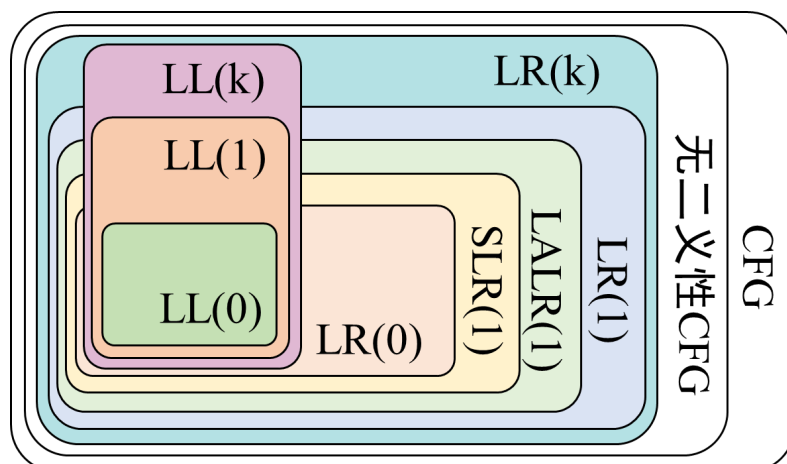 LL(k)
LR(k)
LL(1)
LL(0)
LR(0)
SLR(1)
LALR(1)
LR(1)
无二义性CFG
CFG